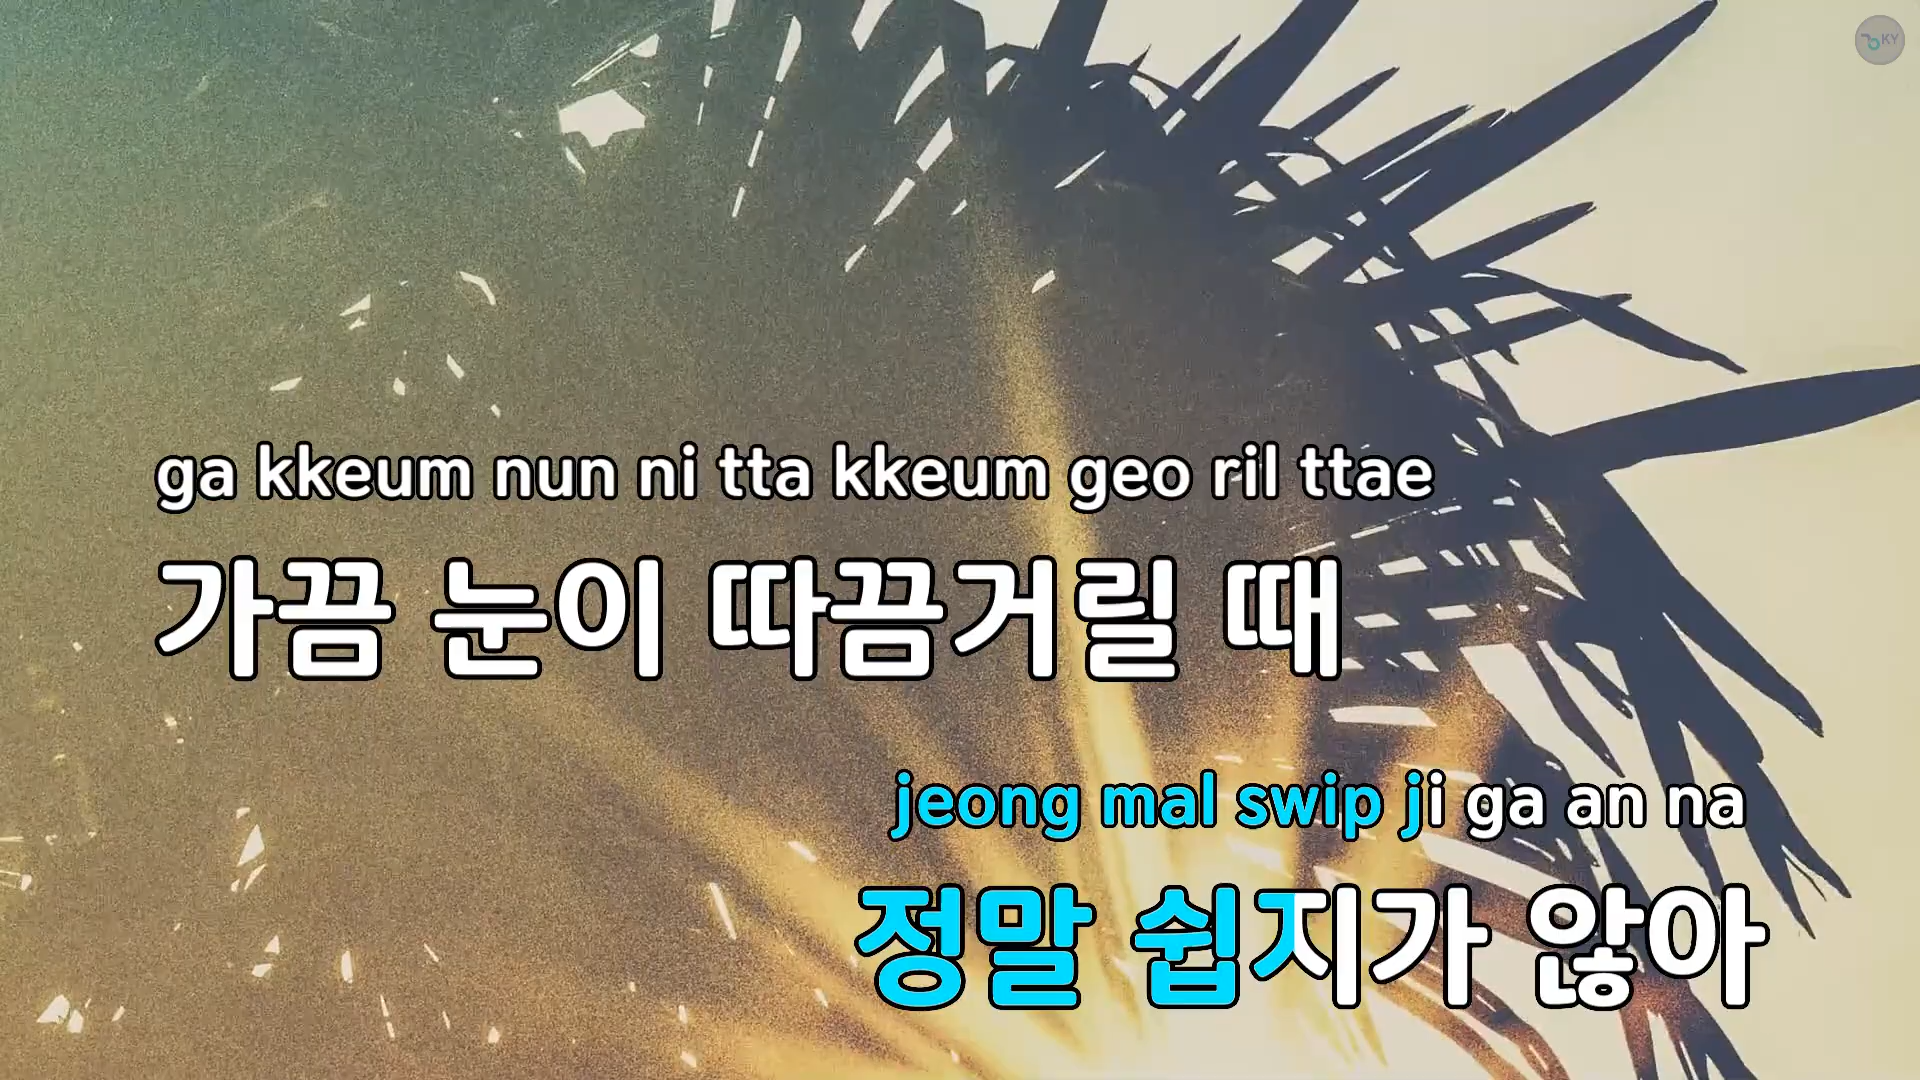 KY
ga kkeum nun ni tta kkeum geo ril ttae
가끔 눈이 따끔거릴 때
jeong mal swip ji ga an na
정말 쉽지가 않아